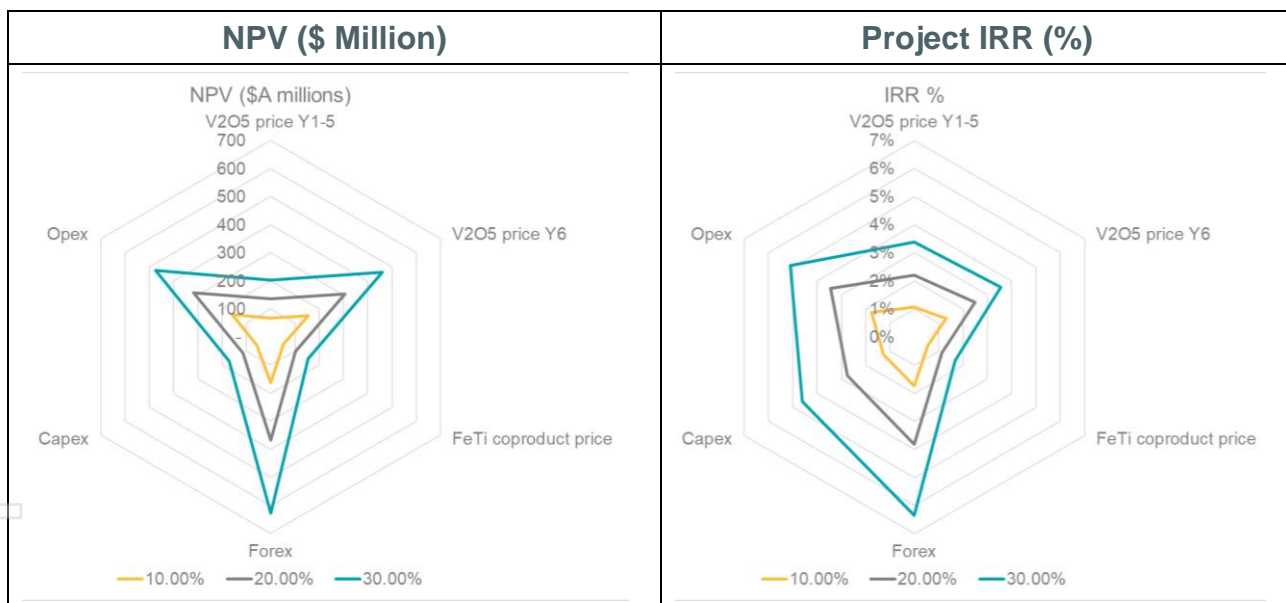 NPV ($ Million)
Project IRR (%)
NPV ($A millions)
V2O5 price Y1-5
700
600
500
400
300
200
100
-
V2O5 price Y6
FeTi coproduct price
Forex
Capex
Opex
10.00% 20.00% 30.00%
IRR %
V2O5 price Y1-5
7%
6%
5%
4%
3%
2%
1%
0%
V2O5 price Y6
FeTi coproduct price
Forex
Capex
Opex
10.00% 20.00% 30.00%